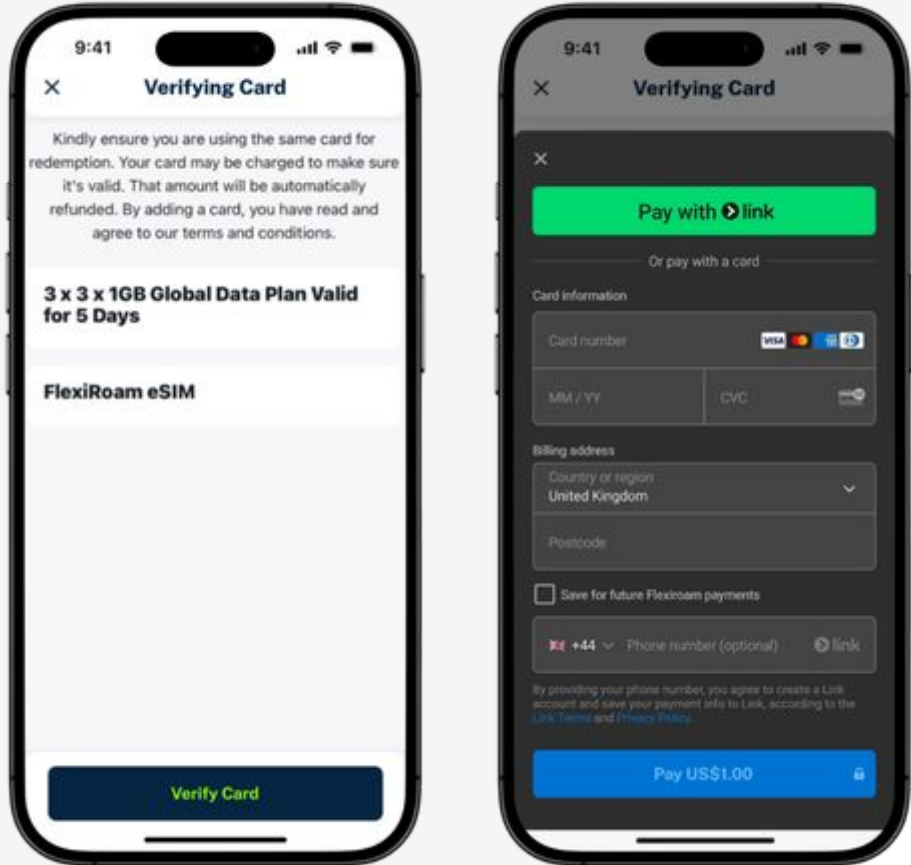 9:41
Verifying Card
Kindly ensure you are using the same card for
redemption. Your card may be charged to make sure
it's valid. That amount will be automatically
refunded. By adding a card, you have read and
agree to our terms and conditions.
3 x 3 x 1GB Global Data Plan Valid
for 5 Days
FlexiRoam eSIM
Verify Card
9:41
Verifying Card
Pay with link
Or pay with a card
Card information
Card number
VISA
MM / YY
CVC
Billing address
Country or region
United Kingdom
Postcode
Save for future Flexiroam payments
+44
Phone number (optional)
link
By providing your phone number, you agree to create a Link
account and save your payment info to Link, according to the
Link Terms and Privacy Policy.
Pay US$1.00